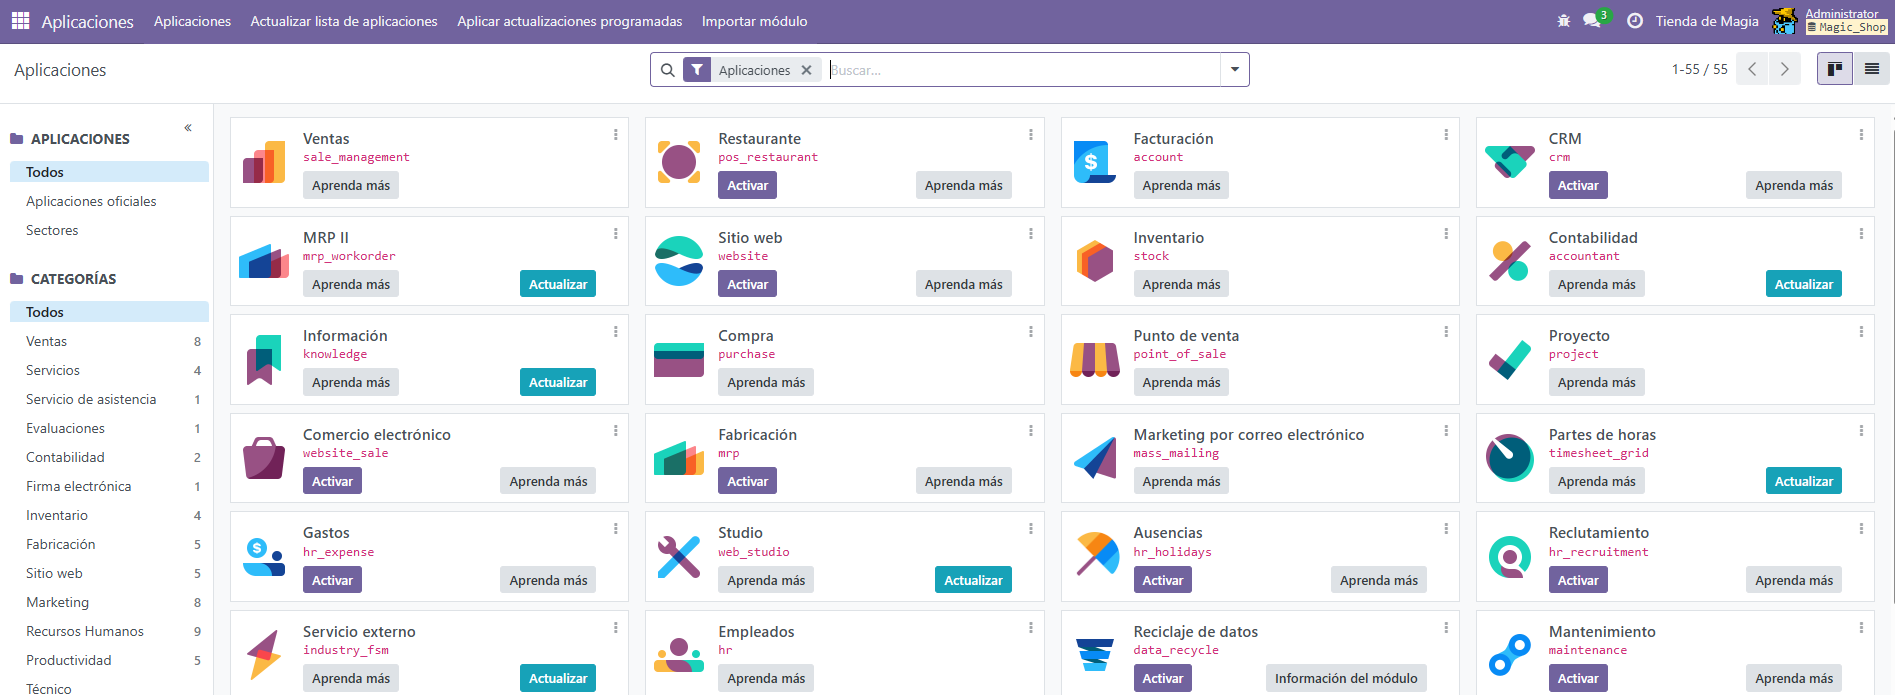 Aplicaciones Aplicaciones Actualizar lista de aplicaciones Aplicar actualizaciones programadas Importar módulo 3 Tienda de Magia Administrator
Magic_Shop
Aplicaciones Aplicaciones Buscar... 1-55 / 55
APLICACIONES
Todos
Aplicaciones oficiales
Sectores
CATEGORÍAS
Todos
Ventas 8
Servicios 4
Servicio de asistencia 1
Evaluaciones 1
Contabilidad 2
Firma electrónica 1
Inventario 4
Fabricación 5
Sitio web 5
Marketing 8
Recursos Humanos 9
Productividad 5
Técnico
Ventas
sale_management
Aprenda más
Restaurante
pos_restaurant
Activar Aprenda más
Facturación
account
Aprenda más
CRM
crm
Activar Aprenda más
MRP II
mrp_workorder
Aprenda más Actualizar
Sitio web
website
Activar Aprenda más
Inventario
stock
Aprenda más
Contabilidad
accountant
Aprenda más Actualizar
Información
knowledge
Aprenda más Actualizar
Compra
purchase
Aprenda más
Punto de venta
point_of_sale
Aprenda más
Proyecto
project
Aprenda más
Comercio electrónico
website_sale
Activar Aprenda más
Fabricación
mrp
Activar Aprenda más
Marketing por correo electrónico
mass_mailing
Aprenda más
Partes de horas
timesheet_grid
Aprenda más Actualizar
Gastos
hr_expense
Activar Aprenda más
Studio
web_studio
Aprenda más Actualizar
Ausencias
hr_holidays
Activar Aprenda más
Reclutamiento
hr_recruitment
Activar Aprenda más
Servicio externo
industry_fsm
Aprenda más Actualizar
Empleados
hr
Aprenda más
Reciclaje de datos
data_recycle
Activar Información del módulo
Mantenimiento
maintenance
Activar Aprenda más